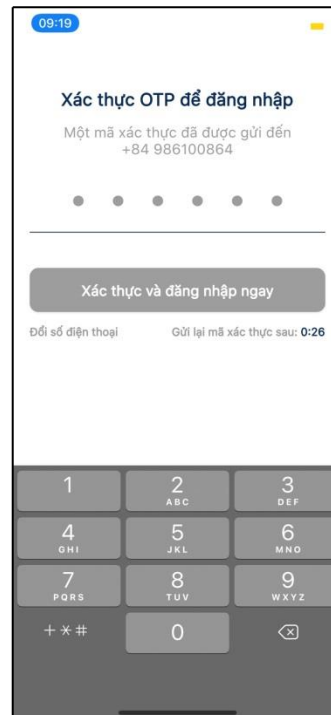 09:19
Xác thực OTP để đăng nhập
Một mã xác thực đã được gửi đến
+84 986100864
Xác thực và đăng nhập ngay
Đổi số điện thoại Gửi lại mã xác thực sau: 0:26
1 2 3
ABC DEF
4 5 6
GHI JKL MNO
7 8 9
PQRS TUV WXYZ
+*# 0